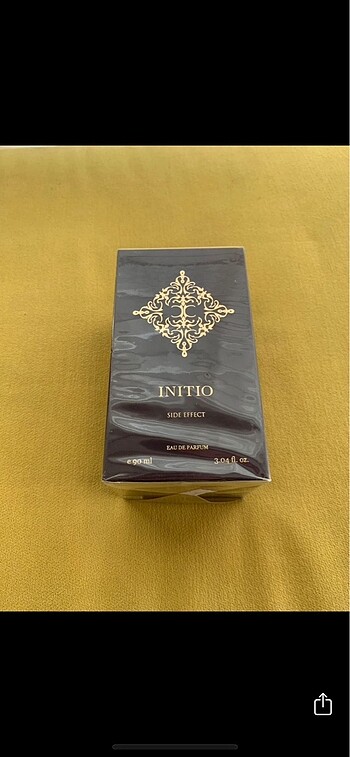 INITIO
SIDE EFFECT
EAU DE PARFUM
e 90 ml 3.04 fl. oz.